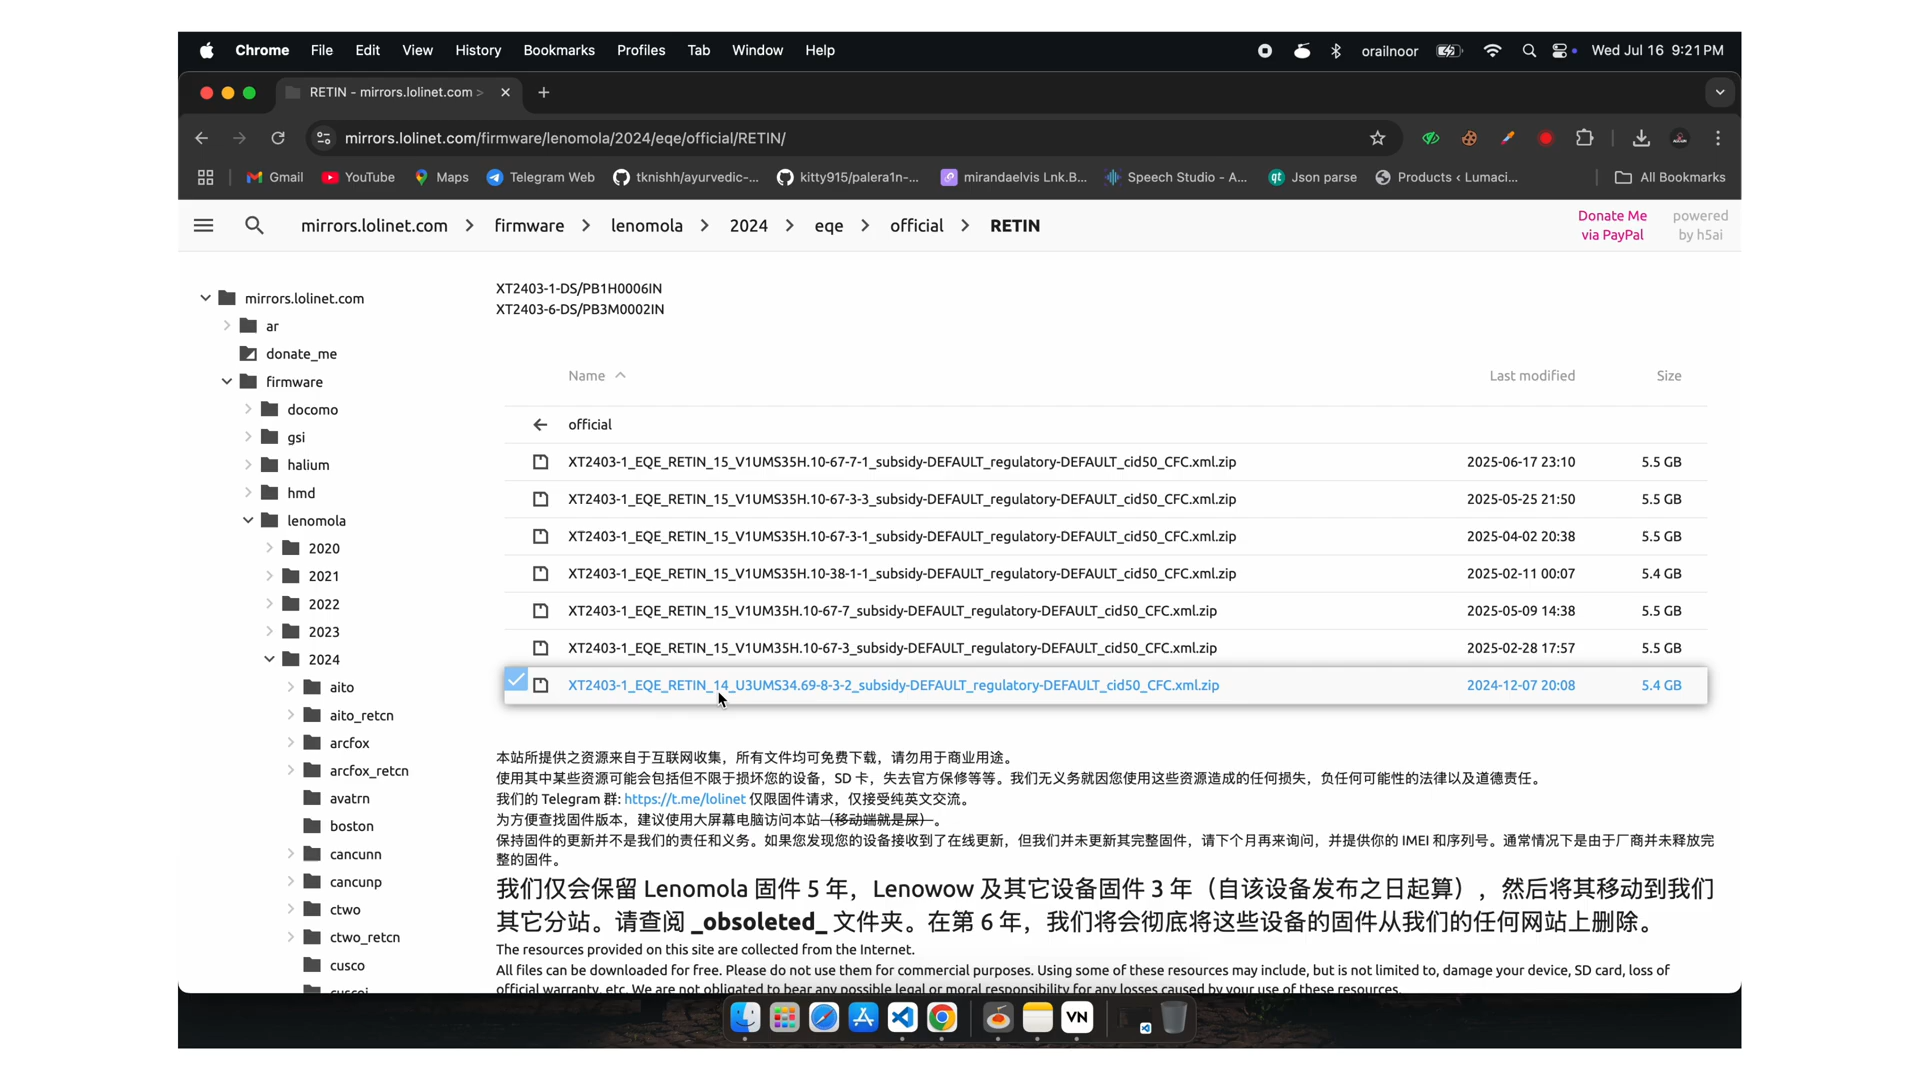 Chrome File Edit View History Bookmarks Profiles Tab Window Help orailnoor Wed Jul 16 9:21 PM
RETIN - mirrors.lolinet.com >
mirrors.lolinet.com/firmware/lenomola/2024/eqe/official/RETIN/
Gmail YouTube Maps Telegram Web tknishh/ayurvedic-... kitty915/palera1n-... mirandaelvis Lnk.B... Speech Studio - A... Json parse Products < Lumaci... All Bookmarks
mirrors.lolinet.com > firmware > lenomola > 2024 > eqe > official > RETIN
Donate Me
via PayPal
powered
by h5ai
mirrors.lolinet.com
ar
donate_me
firmware
docomo
gsi
halium
hmd
lenomola
2020
2021
2022
2023
2024
aito
aito_retcn
arcfox
arcfox_retcn
avatrn
boston
cancunn
cancunp
ctwo
ctwo_retcn
cusco
XT2403-1-DS/PB1H0006IN
XT2403-6-DS/PB3M0002IN
Name Last modified Size
official
XT2403-1_EQE_RETIN_15_V1UMS35H.10-67-7-1_subsidy-DEFAULT_regulatory-DEFAULT_cid50_CFC.xml.zip 2025-06-17 23:10 5.5 GB
XT2403-1_EQE_RETIN_15_V1UMS35H.10-67-3-3_subsidy-DEFAULT_regulatory-DEFAULT_cid50_CFC.xml.zip 2025-05-25 21:50 5.5 GB
XT2403-1_EQE_RETIN_15_V1UMS35H.10-67-3-1_subsidy-DEFAULT_regulatory-DEFAULT_cid50_CFC.xml.zip 2025-04-02 20:38 5.5 GB
XT2403-1_EQE_RETIN_15_V1UMS35H.10-38-1-1_subsidy-DEFAULT_regulatory-DEFAULT_cid50_CFC.xml.zip 2025-02-11 00:07 5.4 GB
XT2403-1_EQE_RETIN_15_V1UM35H.10-67-7_subsidy-DEFAULT_regulatory-DEFAULT_cid50_CFC.xml.zip 2025-05-09 14:38 5.5 GB
XT2403-1_EQE_RETIN_15_V1UM35H.10-67-3_subsidy-DEFAULT_regulatory-DEFAULT_cid50_CFC.xml.zip 2025-02-28 17:57 5.5 GB
XT2403-1_EQE_RETIN_14_U3UMS34.69-8-3-2_subsidy-DEFAULT_regulatory-DEFAULT_cid50_CFC.xml.zip 2024-12-07 20:08 5.4 GB
本站所提供之资源来自于互联网收集，所有文件均可免费下载，请勿用于商业用途。
使用其中某些资源可能会包括但不限于损坏您的设备，SD 卡，失去官方保修等等。我们无义务就因您使用这些资源造成的任何损失，负任何可能性的法律以及道德责任。
我们的 Telegram 群: https://t.me/lolinet 仅限固件请求，仅接受纯英文交流。
为方便查找固件版本，建议使用大屏幕电脑访问本站（移动端就是屎）。
保持固件的更新并不是我们的责任和义务。如果您发现您的设备接收到了在线更新，但我们并未更新其完整固件，请下个月再来询问，并提供你的 IMEI 和序列号。通常情况下是由于厂商并未释放完
整的固件。
我们仅会保留 Lenomola 固件 5 年，Lenowow 及其它设备固件 3 年（自该设备发布之日起算），然后将其移动到我们
其它分站。请查阅 _obsoleted_ 文件夹。在第 6 年，我们将会彻底将这些设备的固件从我们的任何网站上删除。
The resources provided on this site are collected from the Internet.
All files can be downloaded for free. Please do not use them for commercial purposes. Using some of these resources may include, but is not limited to, damage your device, SD card, loss of
official warranty, etc. We are not obligated to bear any possible legal or moral responsibility for any losses caused by your use of these resources.
VN